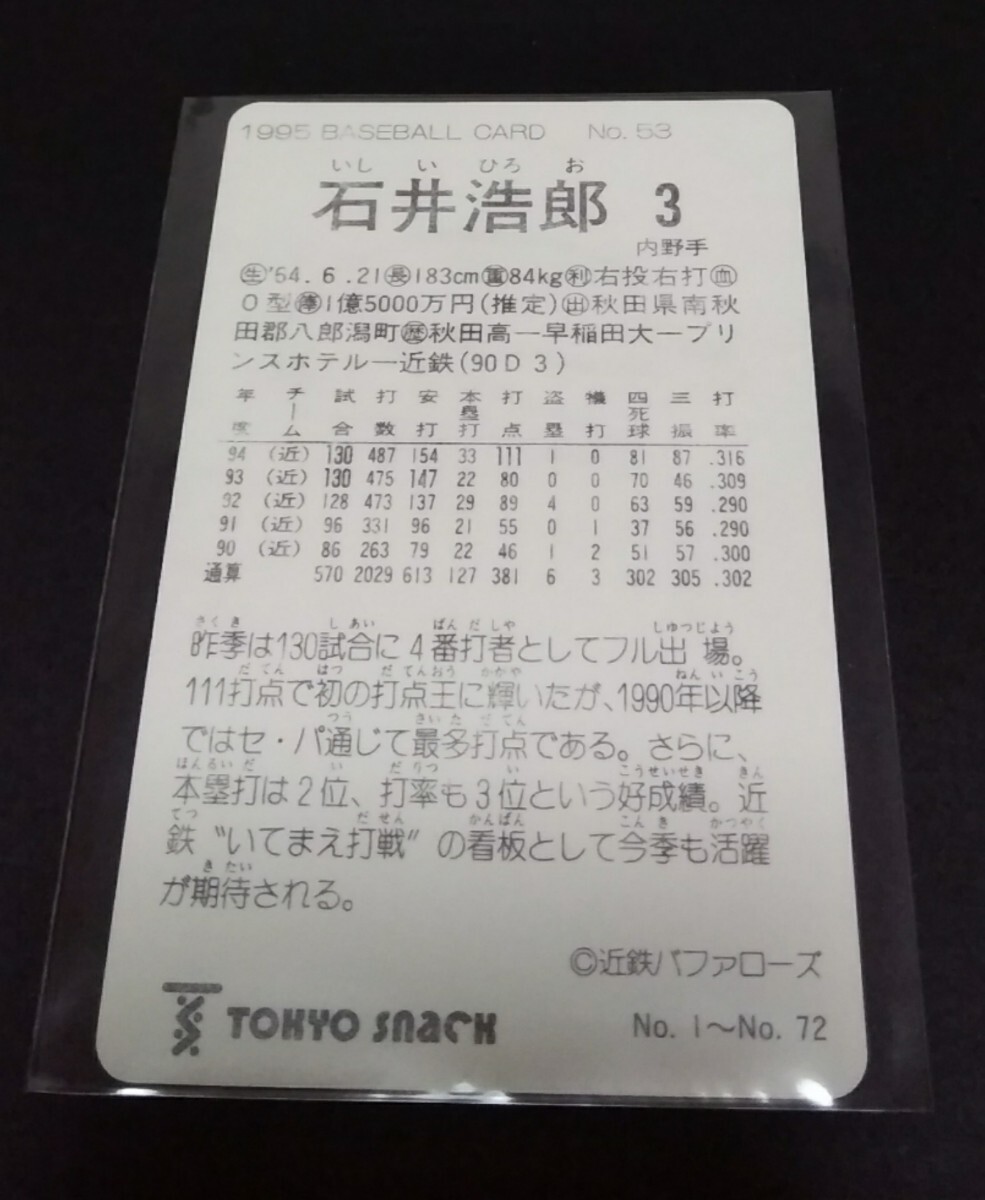 1995 BASEBALL CARD No. 53
いし い ひろ お
石井浩郎 3
内野手
㊓'64. 6. 21㊐183cm㊑84kg㊒右投右打㊔
O型㊕1億5000万円(推定)㊖秋田県南秋
田郡八郎潟町㊗秋田高ー早稲田大ープリ
ンスホテルー近鉄(90D3)
年度 チーム 試合 打数 安打 本塁打 打点 盗塁 犠打 四死球 三振 打率
94 (近) 130 487 154 33 111 1 0 81 87 .316
93 (近) 130 475 147 22 80 0 0 70 46 .309
92 (近) 128 473 137 29 89 4 0 63 59 .290
91 (近) 96 331 96 21 55 0 1 37 56 .290
90 (近) 86 263 79 22 46 1 2 51 57 .300
通算 570 2029 613 127 381 6 3 302 305 .302
さくき しあい ばんだしゃ しゅつじょう
昨季は130試合に4番打者としてフル出場。
だてん はつ だてんおう かがや ねんいこう
111打点で初の打点王に輝いたが、1990年以降
つう さいただてん
ではセ・パ通じて最多打点である。さらに、
ほんるいだ い だりつ い こうせいせき きん
本塁打は2位、打率も3位という好成績。近
てつ だせん かんばん こんき かつやく
鉄“いてまえ打戦”の看板として今季も活躍
きたい
が期待される。
©近鉄バファローズ
TOKYO SNACK No. 1〜No. 72